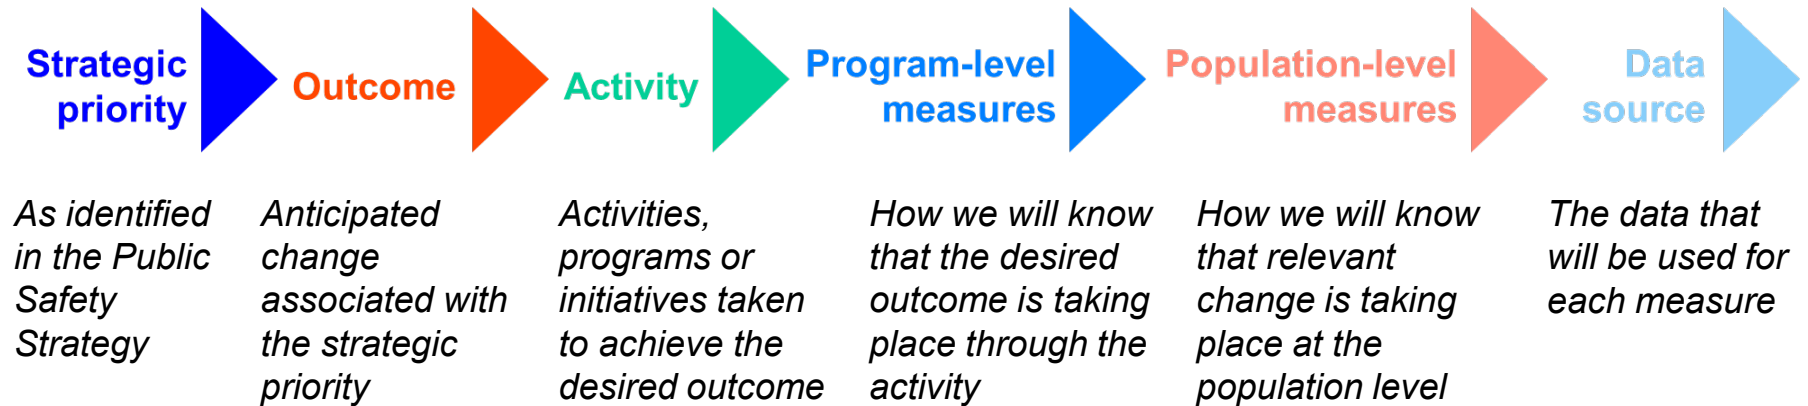 Strategic
priority
Outcome
Activity
Program-level
measures
Population-level
measures
Data
source
As identified
in the Public
Safety
Strategy
Anticipated
change
associated with
the strategic
priority
Activities,
programs or
initiatives taken
to achieve the
desired outcome
How we will know
that the desired
outcome is taking
place through the
activity
How we will know
that relevant
change is taking
place at the
population level
The data that
will be used for
each measure